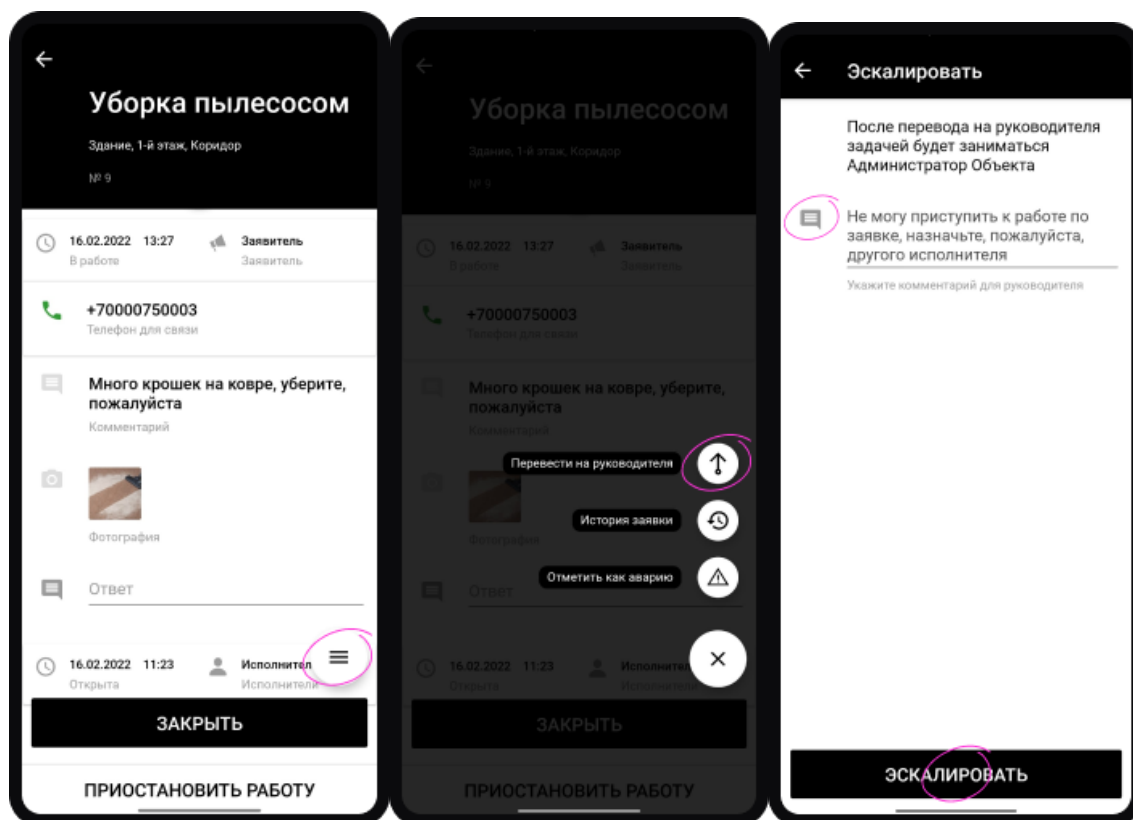 Уборка пылесосом
Здание, 1-й этаж, Коридор
№ 9
16.02.2022 13:27 Заявитель
В работе Заявитель
+70000750003
Телефон для связи
Много крошек на ковре, уберите,
пожалуйста
Комментарий
Фотография
Ответ
16.02.2022 11:23 Исполнител
Открыта Исполнители
ЗАКРЫТЬ
ПРИОСТАНОВИТЬ РАБОТУ
Уборка пылесосом
Здание, 1-й этаж, Коридор
№ 9
16.02.2022 13:27 Заявитель
В работе Заявитель
+70000750003
Телефон для связи
Много крошек на ковре, уберите,
пожалуйста
Комментарий
Перевести на руководителя
История заявки
Фотография
Отметить как аварию
Ответ
16.02.2022 11:23 Исполнител
Открыта Исполнители
ЗАКРЫТЬ
ПРИОСТАНОВИТЬ РАБОТУ
Эскалировать
После перевода на руководителя
задачей будет заниматься
Администратор Объекта
Не могу приступить к работе по
заявке, назначьте, пожалуйста,
другого исполнителя
Укажите комментарий для руководителя
ЭСКАЛИРОВАТЬ